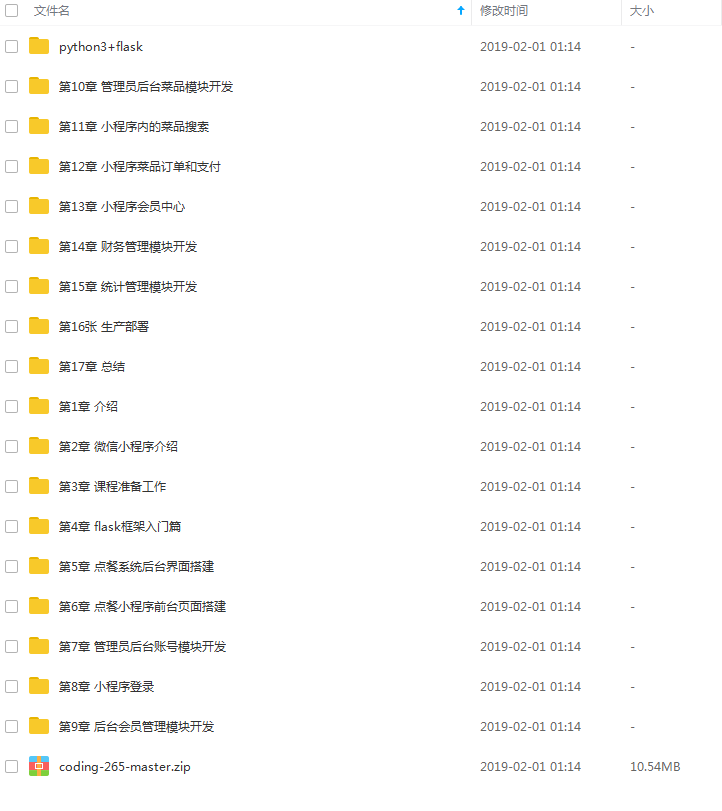 文件名 修改时间 大小
python3+flask 2019-02-01 01:14 -
第10章 管理员后台菜品模块开发 2019-02-01 01:14 -
第11章 小程序内的菜品搜索 2019-02-01 01:14 -
第12章 小程序菜品订单和支付 2019-02-01 01:14 -
第13章 小程序会员中心 2019-02-01 01:14 -
第14章 财务管理模块开发 2019-02-01 01:14 -
第15章 统计管理模块开发 2019-02-01 01:14 -
第16张 生产部署 2019-02-01 01:14 -
第17章 总结 2019-02-01 01:14 -
第1章 介绍 2019-02-01 01:14 -
第2章 微信小程序介绍 2019-02-01 01:14 -
第3章 课程准备工作 2019-02-01 01:14 -
第4章 flask框架入门篇 2019-02-01 01:14 -
第5章 点餐系统后台界面搭建 2019-02-01 01:14 -
第6章 点餐小程序前台页面搭建 2019-02-01 01:14 -
第7章 管理员后台账号模块开发 2019-02-01 01:14 -
第8章 小程序登录 2019-02-01 01:14 -
第9章 后台会员管理模块开发 2019-02-01 01:14 -
coding-265-master.zip 2019-02-01 01:14 10.54MB